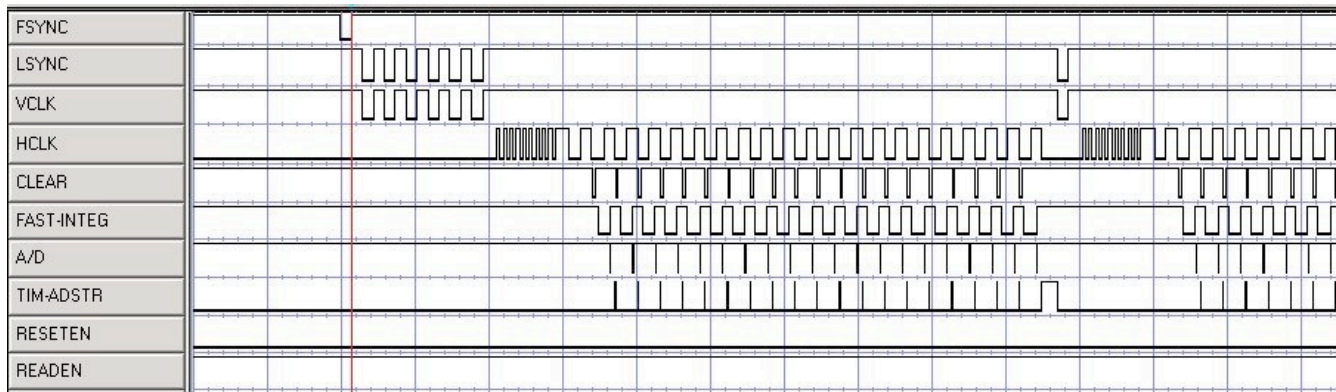 FSYNC
LSYNC
VCLK
HCLK
CLEAR
FAST-INTEG
A/D
TIM-ADSTR
RESETEN
READEN